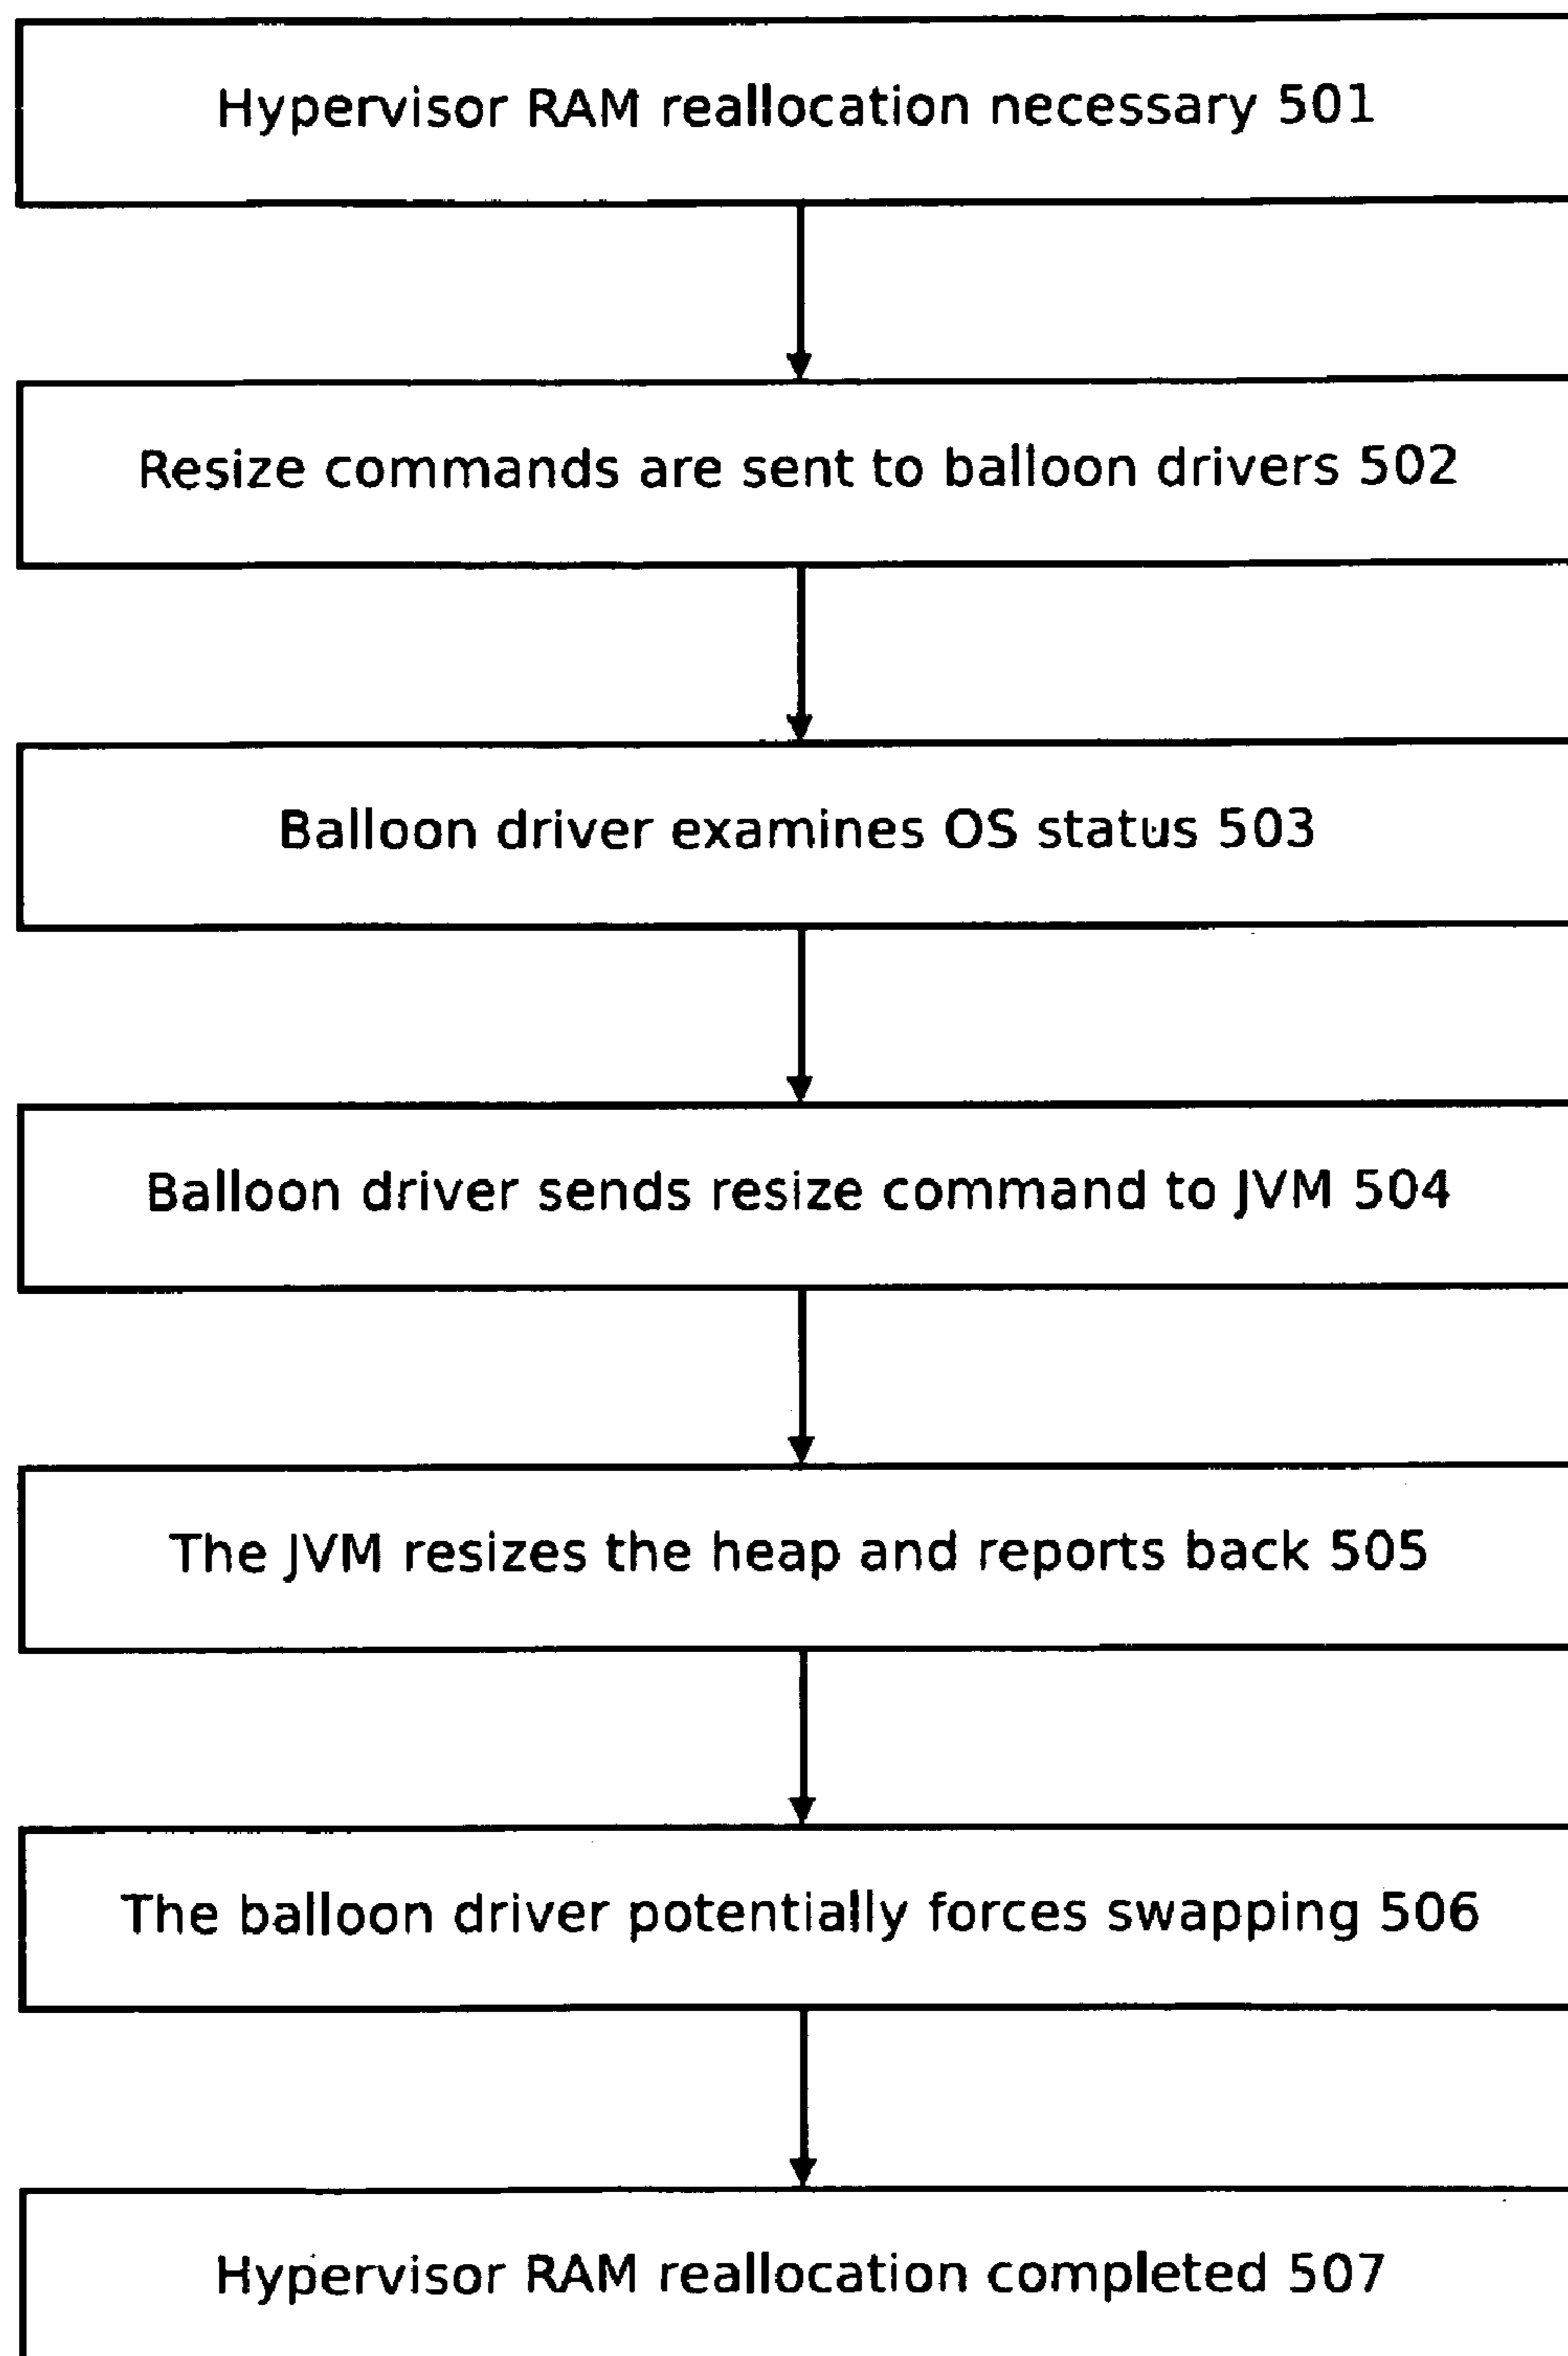 Hypervisor RAM reallocation necessary 501
Resize commands are sent to balloon drivers 502
Balloon driver examines OS status 503
Balloon driver sends resize command to JVM 504
The JVM resizes the heap and reports back 505
The balloon driver potentially forces swapping 506
Hypervisor RAM reallocation completed 507